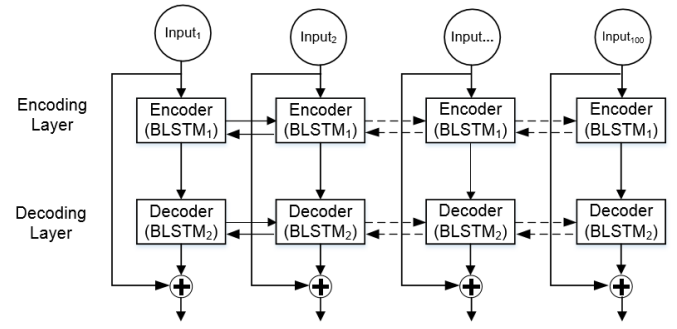 Input₁
Input₂
Input...
Input₁₀₀
Encoding
Layer
Encoder
(BLSTM₁)
Encoder
(BLSTM₁)
Encoder
(BLSTM₁)
Encoder
(BLSTM₁)
Decoding
Layer
Decoder
(BLSTM₂)
Decoder
(BLSTM₂)
Decoder
(BLSTM₂)
Decoder
(BLSTM₂)